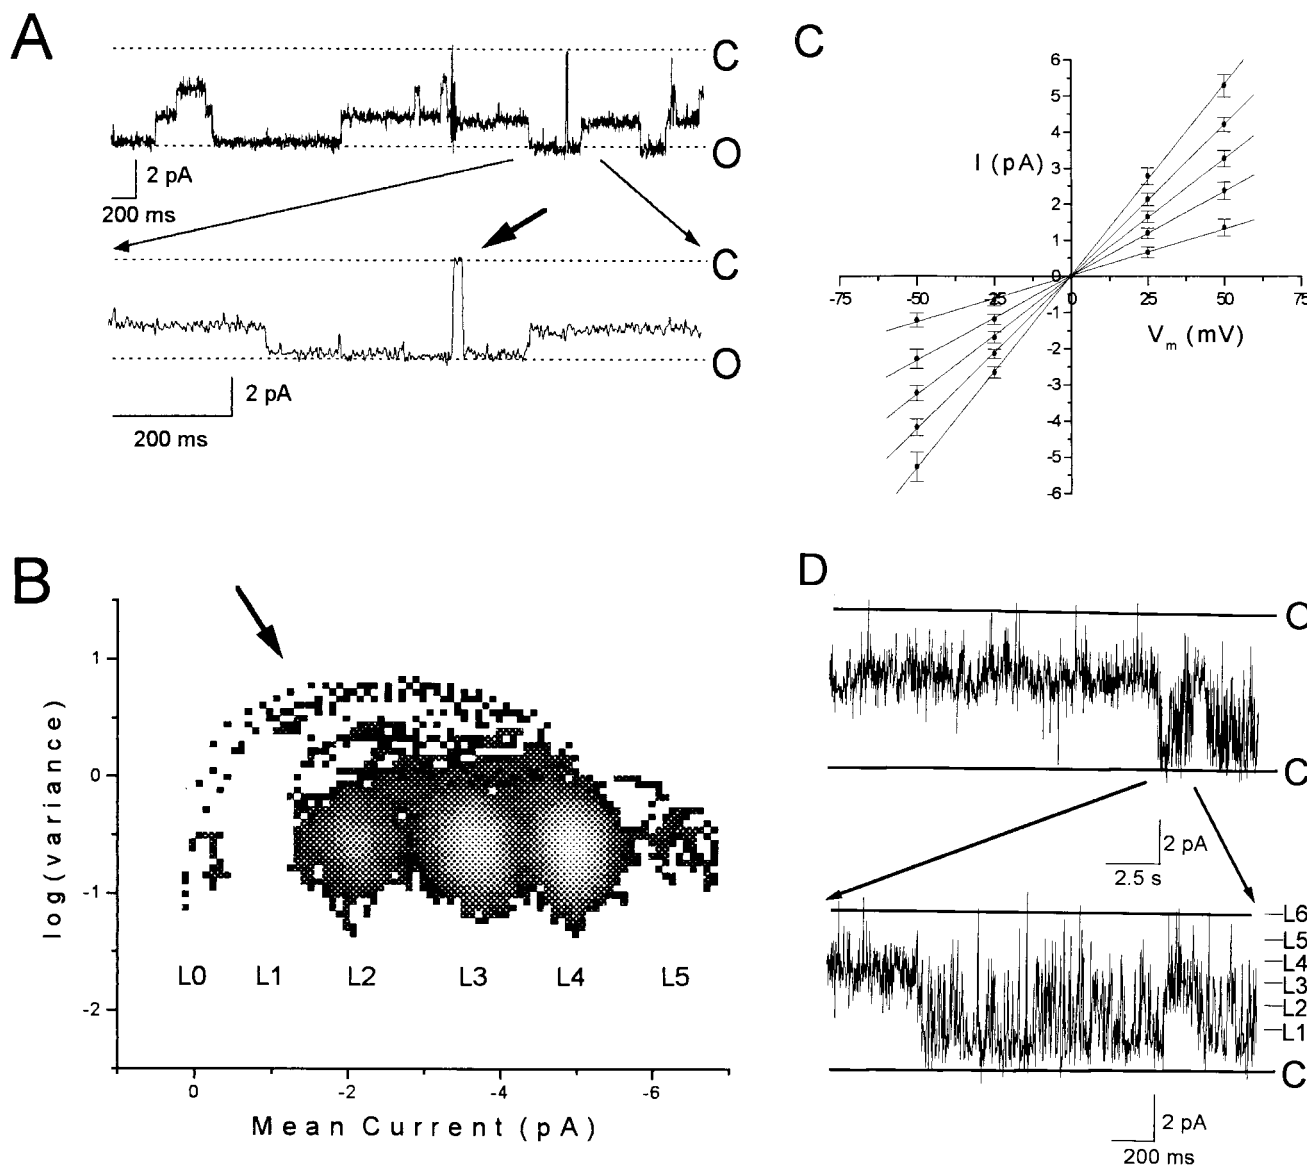 A
C
O
2 pA
200 ms
C
O
2 pA
200 ms
B
1
0
-1
-2
log(variance)
L0 L1 L2 L3 L4 L5
0 -2 -4 -6
Mean Current (pA)
C
6
5
4
3
2
1
0
-1
-2
-3
-4
-5
-6
I (pA)
-75 -50 -25 0 25 50 75
Vm (mV)
D
C
2 pA
2.5 s
L6
L5
L4
L3
L2
L1
C
2 pA
200 ms